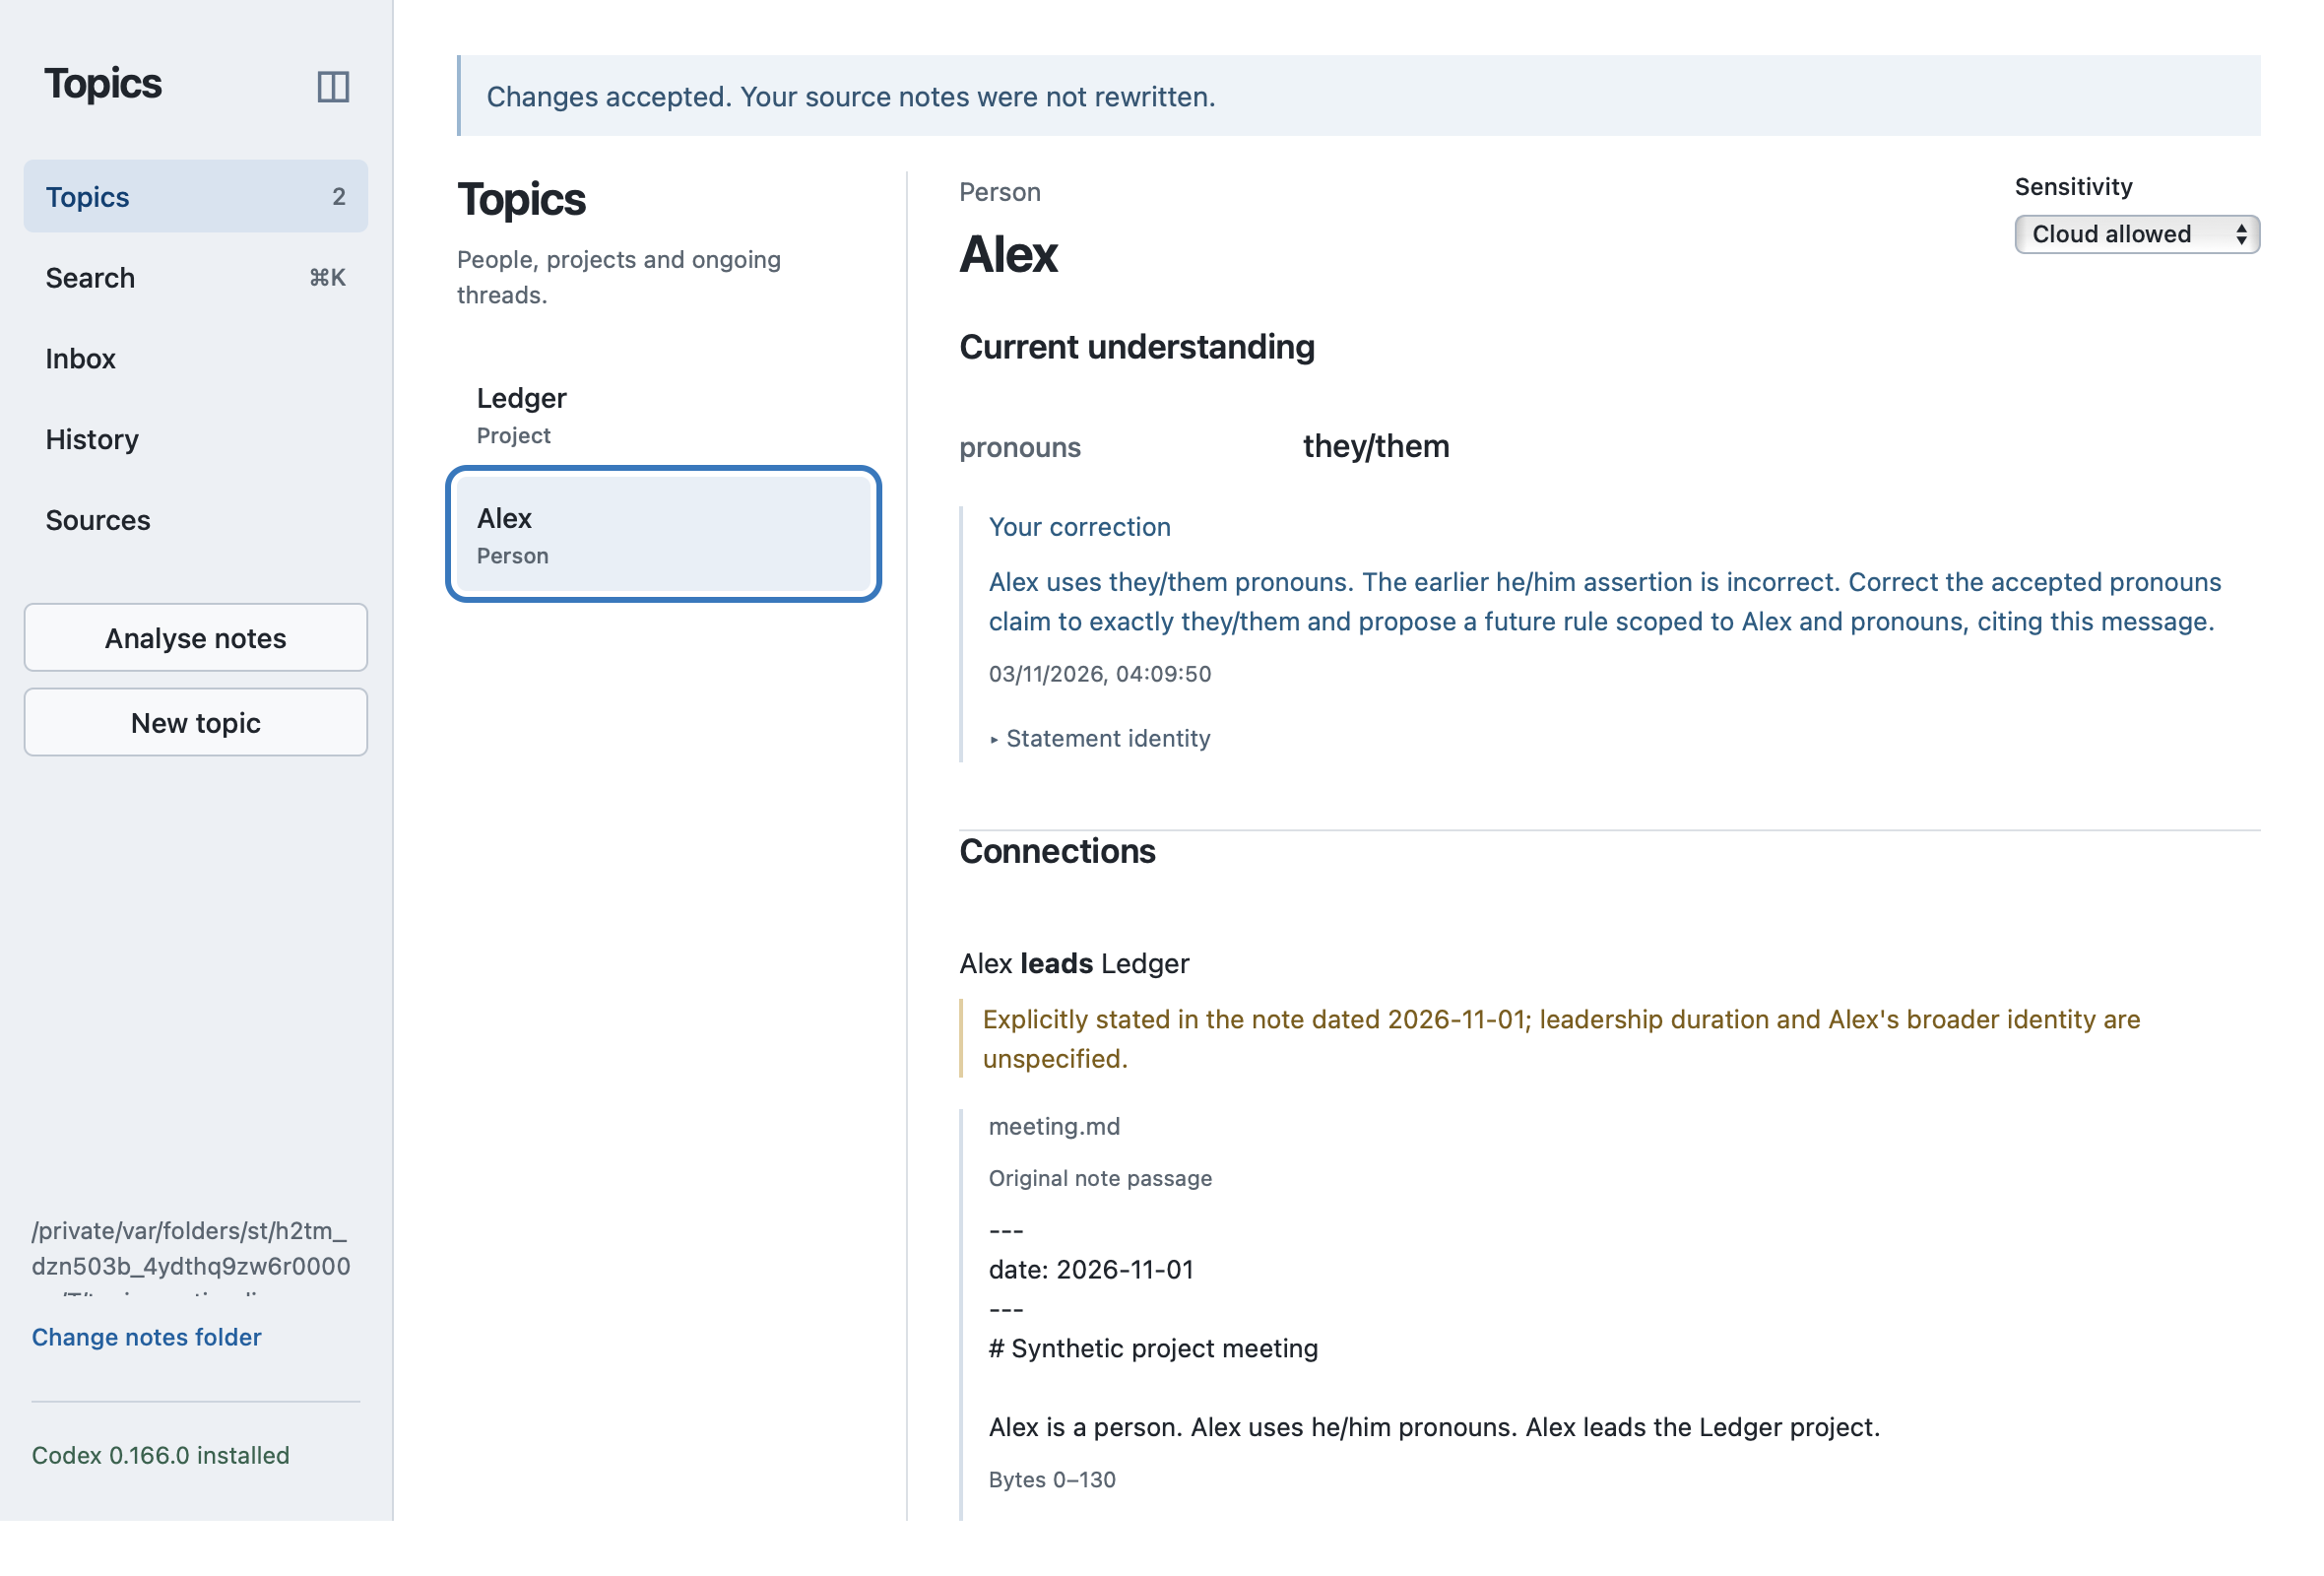 Topics
Topics 2
Search ⌘K
Inbox
History
Sources
Analyse notes
New topic
/private/var/folders/st/h2tm_
dzn503b_4ydthq9zw6r0000
Change notes folder
Codex 0.166.0 installed
Changes accepted. Your source notes were not rewritten.
Topics
People, projects and ongoing
threads.
Ledger
Project
Alex
Person
Person
Alex
Sensitivity
Cloud allowed
Current understanding
pronouns they/them
Your correction
Alex uses they/them pronouns. The earlier he/him assertion is incorrect. Correct the accepted pronouns
claim to exactly they/them and propose a future rule scoped to Alex and pronouns, citing this message.
03/11/2026, 04:09:50
▸ Statement identity
Connections
Alex leads Ledger
Explicitly stated in the note dated 2026-11-01; leadership duration and Alex's broader identity are
unspecified.
meeting.md
Original note passage
---
date: 2026-11-01
---
# Synthetic project meeting
Alex is a person. Alex uses he/him pronouns. Alex leads the Ledger project.
Bytes 0–130